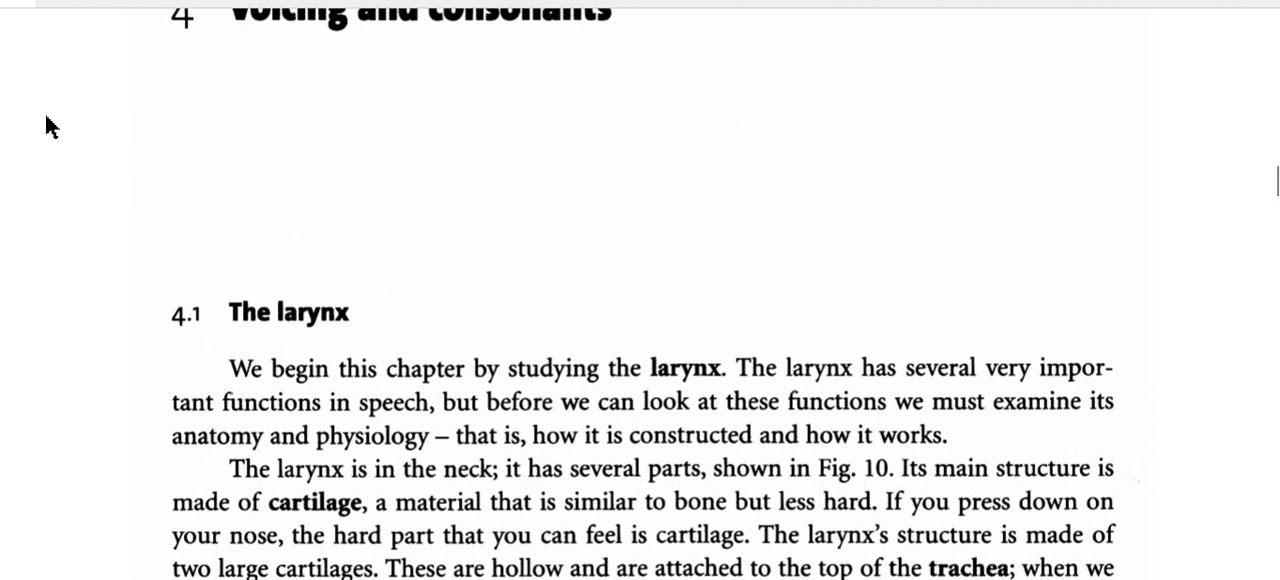 4 Voicing and consonants
4.1 The larynx
We begin this chapter by studying the larynx. The larynx has several very impor-
tant functions in speech, but before we can look at these functions we must examine its
anatomy and physiology – that is, how it is constructed and how it works.
The larynx is in the neck; it has several parts, shown in Fig. 10. Its main structure is
made of cartilage, a material that is similar to bone but less hard. If you press down on
your nose, the hard part that you can feel is cartilage. The larynx’s structure is made of
two large cartilages. These are hollow and are attached to the top of the trachea; when we